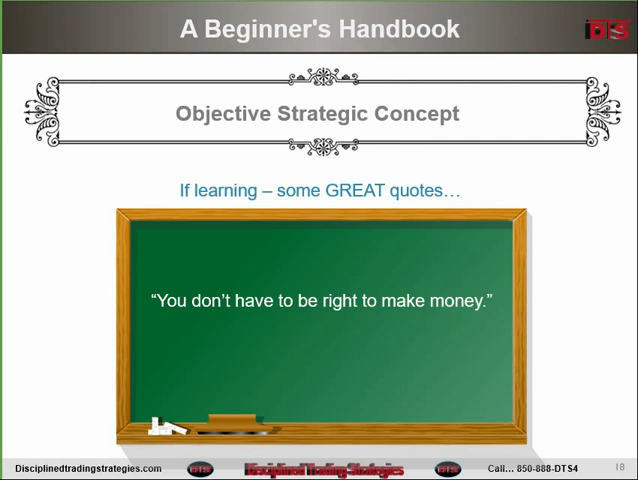 A Beginner's Handbook
iDTS
Objective Strategic Concept
If learning – some GREAT quotes…
“You don’t have to be right to make money.”
Disciplinedtradingstrategies.com
Disciplined Trading Strategies
Call… 850-888-DTS4
18